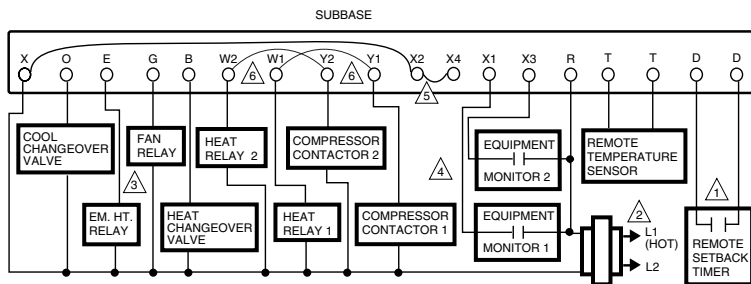 SUBBASE
X O E G B W2 W1 Y2 Y1 X2 X4 X1 X3 R T T D D
6 6
5
COOL
CHANGEOVER
VALVE
FAN
RELAY
HEAT
RELAY 2
COMPRESSOR
CONTACTOR 2
EQUIPMENT
MONITOR 2
REMOTE
TEMPERATURE
SENSOR
3
4
1
EM. HT.
RELAY
HEAT
CHANGEOVER
VALVE
HEAT
RELAY 1
COMPRESSOR
CONTACTOR 1
EQUIPMENT
MONITOR 1
2
L1
(HOT)
L2
REMOTE
SETBACK
TIMER